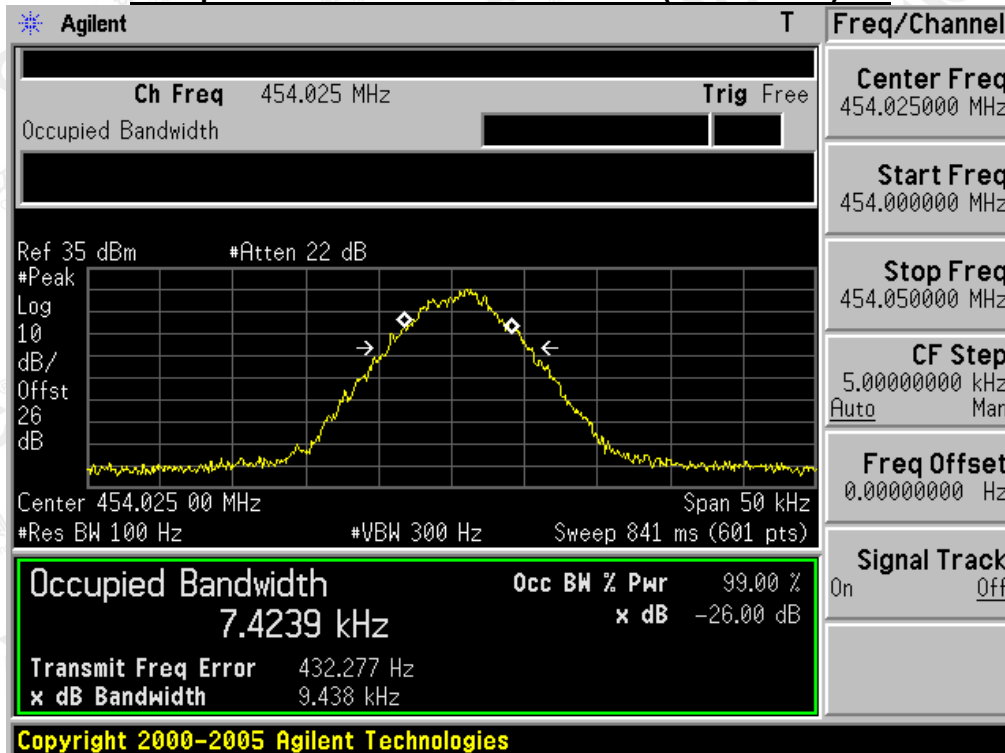 Agilent T Freq/Channel
Ch Freq 454.025 MHz Trig Free
Occupied Bandwidth
Center Freq
454.025000 MHz
Start Freq
454.000000 MHz
Stop Freq
454.050000 MHz
CF Step
5.00000000 kHz
Auto Man
Freq Offset
0.00000000 Hz
Signal Track
On Off
Ref 35 dBm #Atten 22 dB
#Peak
Log
10
dB/
Offst
26
dB
Center 454.025 00 MHz Span 50 kHz
#Res BW 100 Hz #VBW 300 Hz Sweep 841 ms (601 pts)
Occupied Bandwidth Occ BW % Pwr 99.00 %
7.4239 kHz x dB -26.00 dB
Transmit Freq Error 432.277 Hz
x dB Bandwidth 9.438 kHz
Copyright 2000-2005 Agilent Technologies